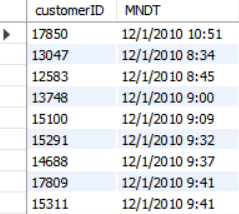 customerID MNDT
17850 12/1/2010 10:51
13047 12/1/2010 8:34
12583 12/1/2010 8:45
13748 12/1/2010 9:00
15100 12/1/2010 9:09
15291 12/1/2010 9:32
14688 12/1/2010 9:37
17809 12/1/2010 9:41
15311 12/1/2010 9:41